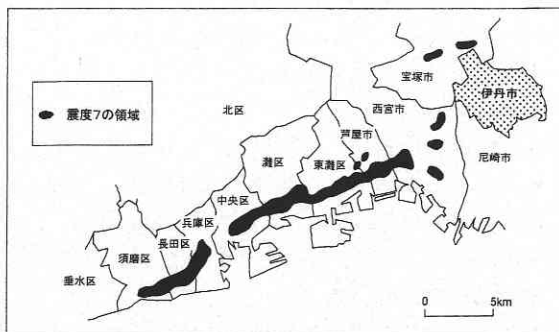 震度7の領域
北区
宝塚市
伊丹市
西宮市
芦屋市
尼崎市
灘区
東灘区
中央区
兵庫区
長田区
須磨区
垂水区
0 5km